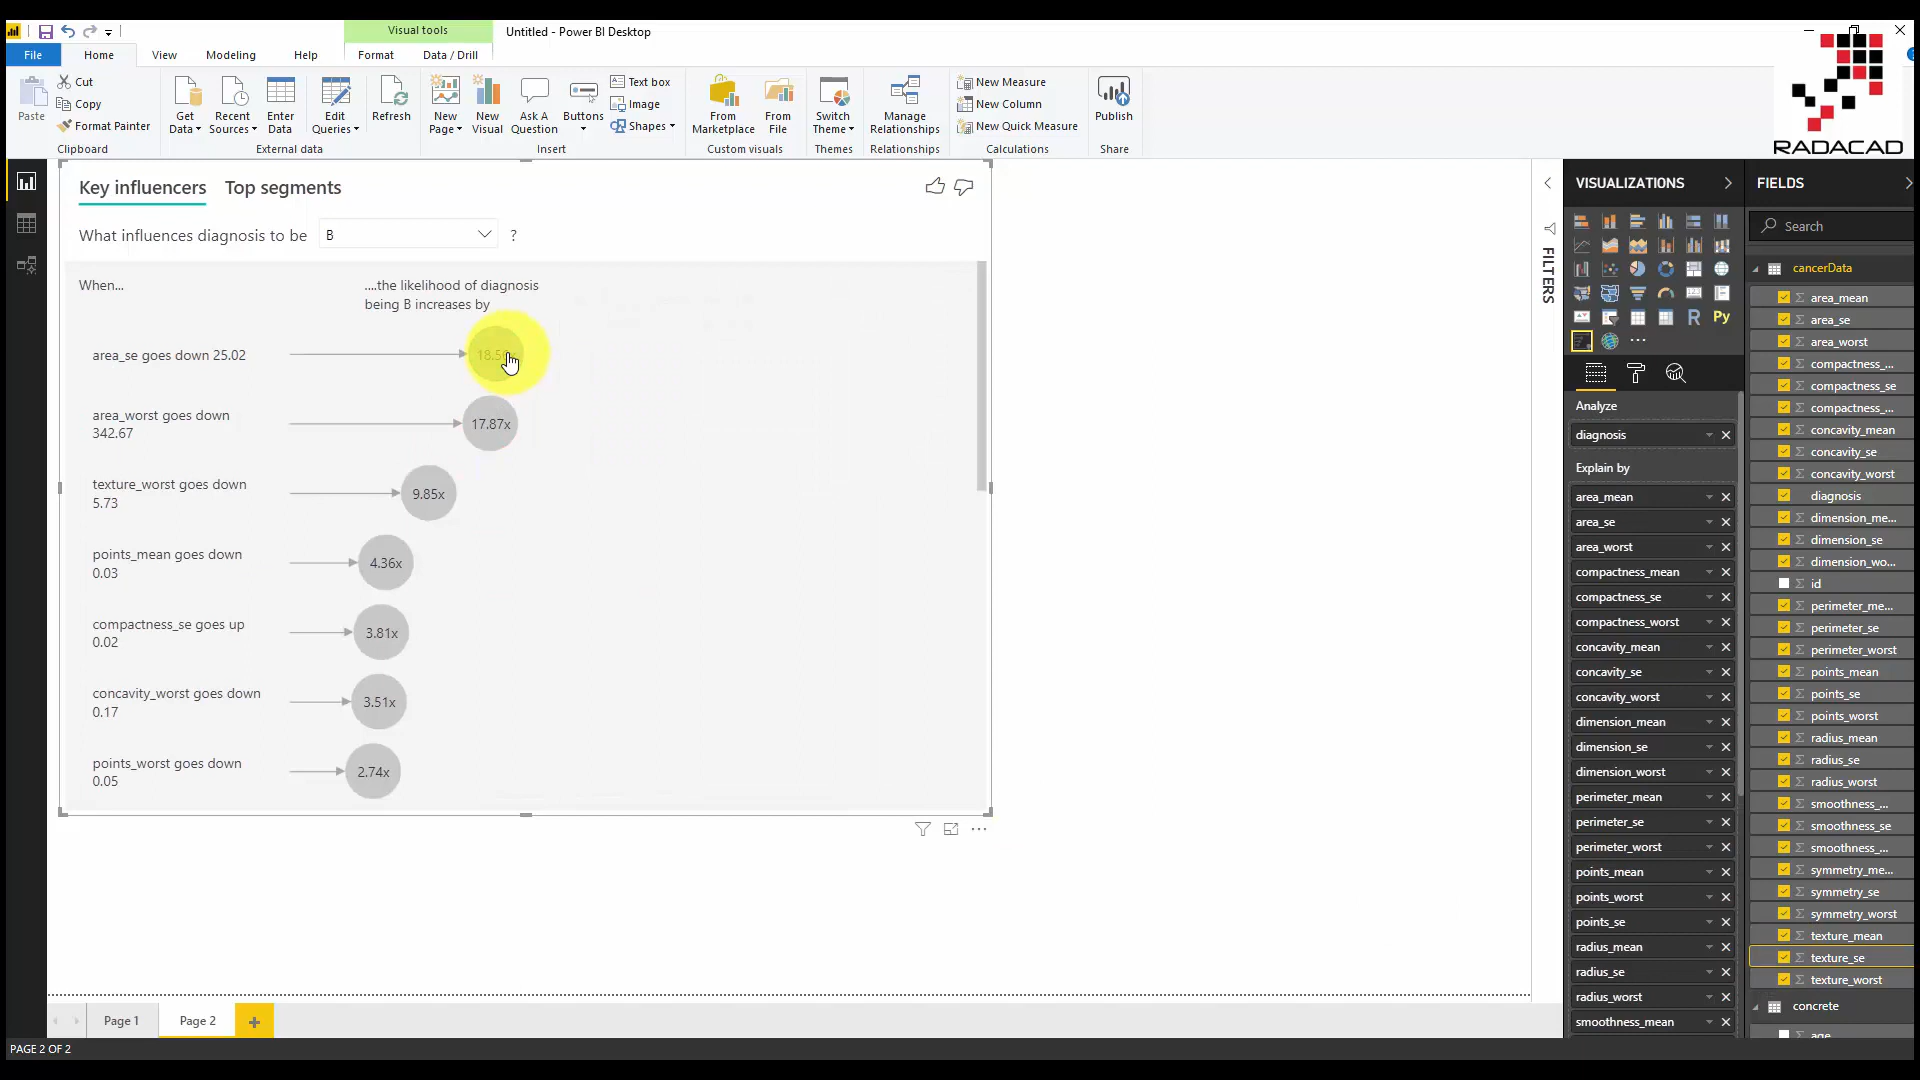 Visual tools
Untitled - Power BI Desktop
File
Home
View
Modeling
Help
Format
Data / Drill
Paste
Cut
Copy
Format Painter
Clipboard
Get
Data
Recent
Sources
Enter
Data
Edit
Queries
Refresh
External data
New
Page
New
Visual
Ask A
Question
Buttons
Text box
Image
Shapes
Insert
From
Marketplace
From
File
Custom visuals
Switch
Theme
Themes
Manage
Relationships
Relationships
New Measure
New Column
New Quick Measure
Calculations
Publish
Share
RADACAD
Key influencers
Top segments
What influences diagnosis to be
B
?
When...
....the likelihood of diagnosis
being B increases by
area_se goes down 25.02
area_worst goes down
342.67
17.87x
texture_worst goes down
5.73
9.85x
points_mean goes down
0.03
4.36x
compactness_se goes up
0.02
3.81x
concavity_worst goes down
0.17
3.51x
points_worst goes down
0.05
2.74x
FILTERS
VISUALIZATIONS
R
Py
Analyze
diagnosis
Explain by
area_mean
area_se
area_worst
compactness_mean
compactness_se
compactness_worst
concavity_mean
concavity_se
concavity_worst
dimension_mean
dimension_se
dimension_worst
perimeter_mean
perimeter_se
perimeter_worst
points_mean
points_worst
points_se
radius_mean
radius_se
radius_worst
smoothness_mean
FIELDS
Search
cancerData
area_mean
area_se
area_worst
compactness_...
compactness_se
compactness_...
concavity_mean
concavity_se
concavity_worst
diagnosis
dimension_me...
dimension_se
dimension_wo...
id
perimeter_me...
perimeter_se
perimeter_worst
points_mean
points_se
points_worst
radius_mean
radius_se
radius_worst
smoothness_...
smoothness_se
smoothness_...
symmetry_me...
symmetry_se
symmetry_worst
texture_mean
texture_se
texture_worst
concrete
Page 1
Page 2
PAGE 2 OF 2